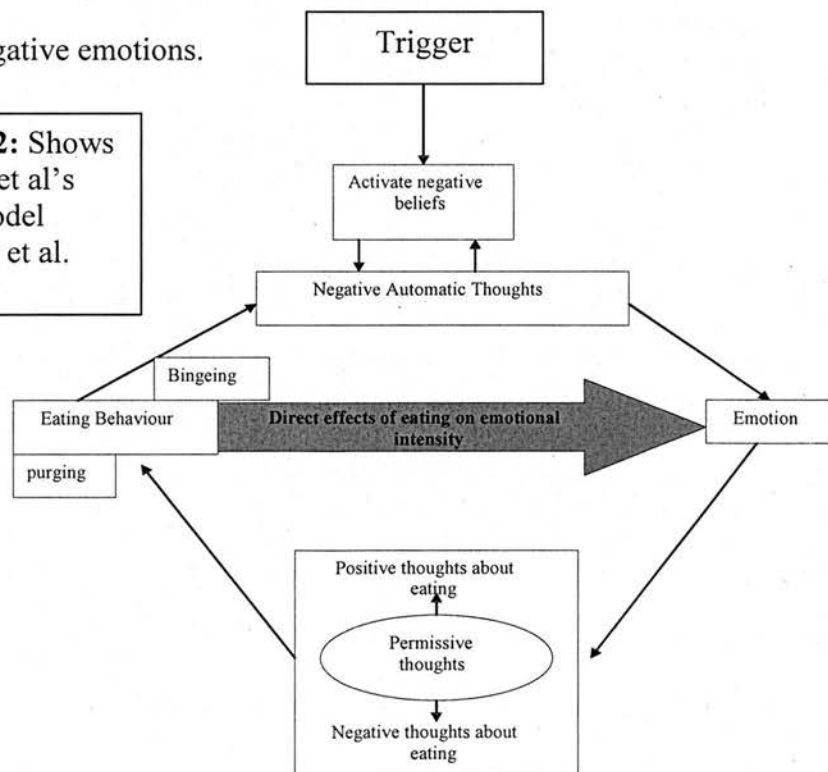 gative emotions.
Trigger
2: Shows
et al's
odel
et al.
Activate negative
beliefs
Negative Automatic Thoughts
Bingeing
Eating Behaviour
Direct effects of eating on emotional
intensity
Emotion
purging
Positive thoughts about
eating
Permissive
thoughts
Negative thoughts about
eating